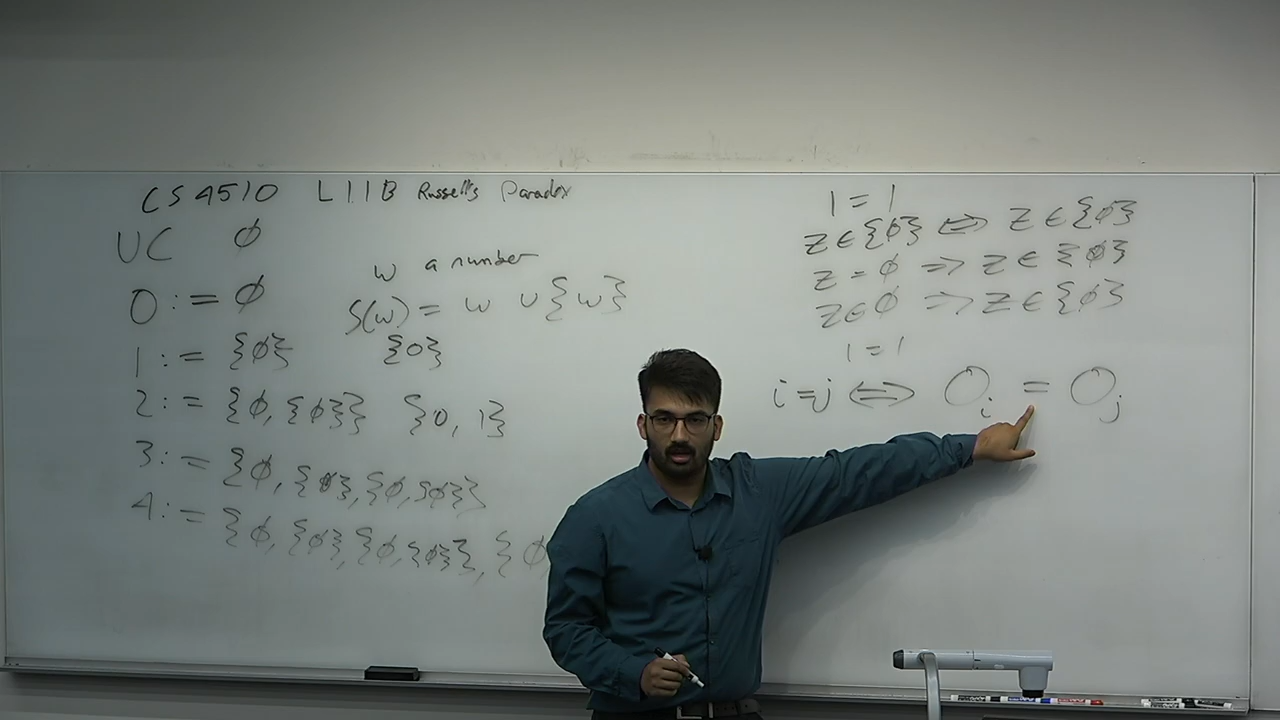 CS 4510 L11B Russell's Paradox
UC ∅
0 := ∅
1 := {∅}
2 := {∅, {∅}}
3 := {∅, {∅}, {∅, {∅}}}
4 := {∅, {∅}, {∅, {∅}}, {∅
w a number
S(w) = w ∪ {w}
{0}
{0, 1}
1 = 1
z ∈ {∅} <=> z ∈ {∅}
z = ∅ => z ∈ {∅}
z ∈ ∅ => z ∈ {∅}
1 = 1
i = j <=> O_i = O_j